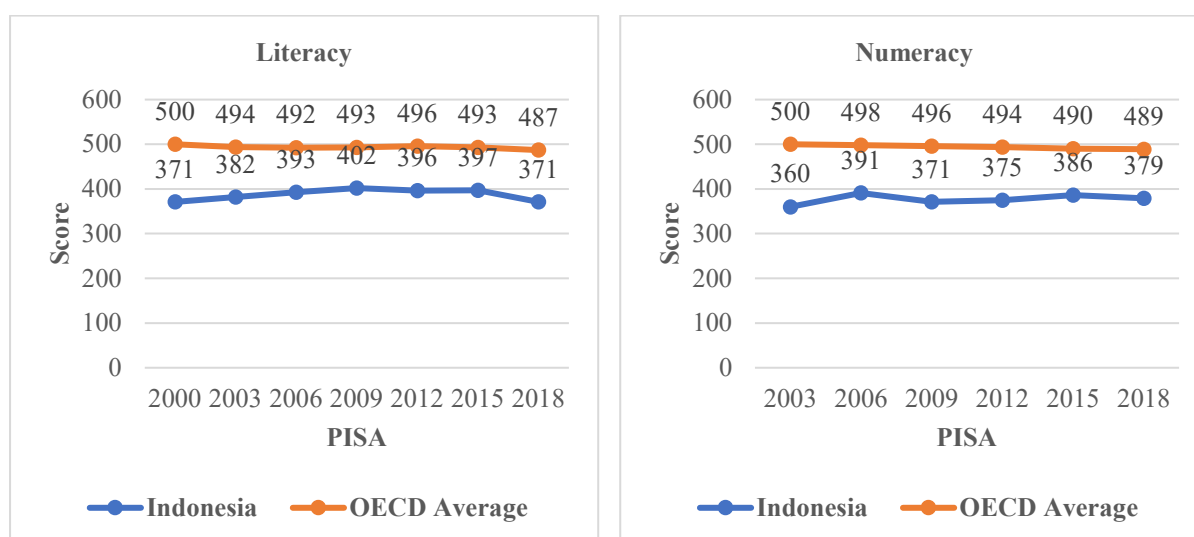 Literacy
600
500
400
300
200
100
0
Score
500 494 492 493 496 493 487
371 382 393 402 396 397 371
2000 2003 2006 2009 2012 2015 2018
PISA
Indonesia OECD Average
Numeracy
600
500
400
300
200
100
0
Score
500 498 496 494 490 489
360 391 371 375 386 379
2003 2006 2009 2012 2015 2018
PISA
Indonesia OECD Average